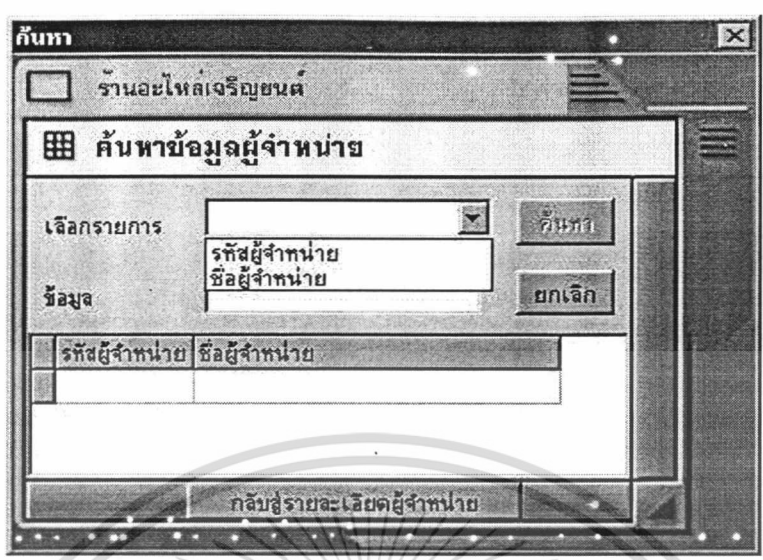 ค้นหา
ร้านอะไหล่เจริญยนต์
ค้นหาข้อมูลผู้จำหน่าย
เลือกรายการ
ค้นหา
รหัสผู้จำหน่าย
ชื่อผู้จำหน่าย
ข้อมูล
ยกเลิก
รหัสผู้จำหน่าย ชื่อผู้จำหน่าย
กลับสู่รายละเอียดผู้จำหน่าย